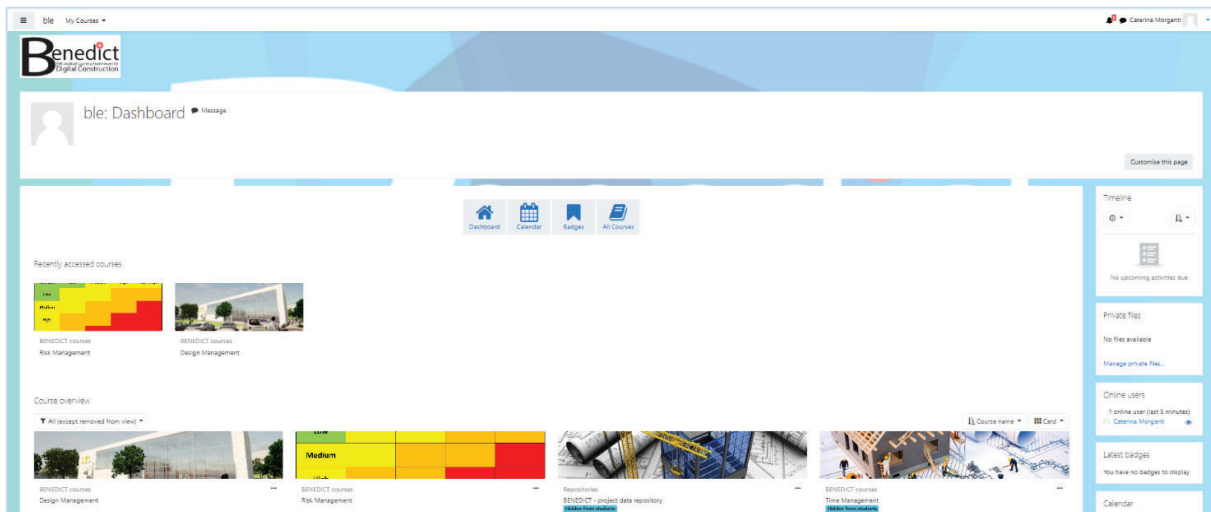 ble My Courses
Caterina Morganti
Benedict
Digital Construction
ble: Dashboard Message
Customise this page
Dashboard Calendar Badges All Courses
Recently accessed courses
Low
Medium
High
BENEDICT courses
Risk Management
BENEDICT courses
Design Management
Course overview
All (except removed from view)
Course name Card
Low
Medium
High
BENEDICT courses
Design Management
BENEDICT courses
Risk Management
Repositories
BENEDICT - project data repository
Hidden from students
BENEDICT courses
Time Management
Hidden from students
Timeline
No upcoming activities due
Private files
No files available
Manage private files...
Online users
1 online user (last 5 minutes)
Caterina Morganti
Latest badges
You have no badges to display
Calendar